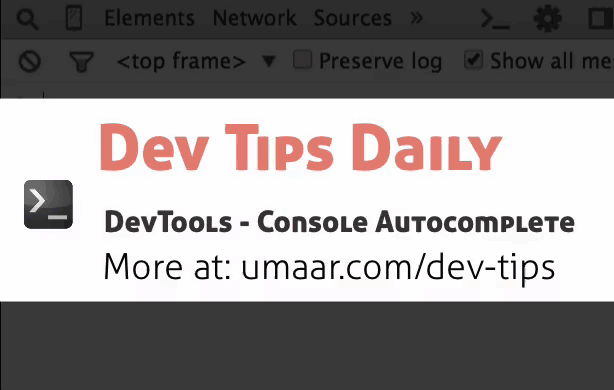 Elements Network Sources »
<top frame> ▼ Preserve log Show all me
Dev Tips Daily
DevTools - Console Autocomplete
More at: umaar.com/dev-tips